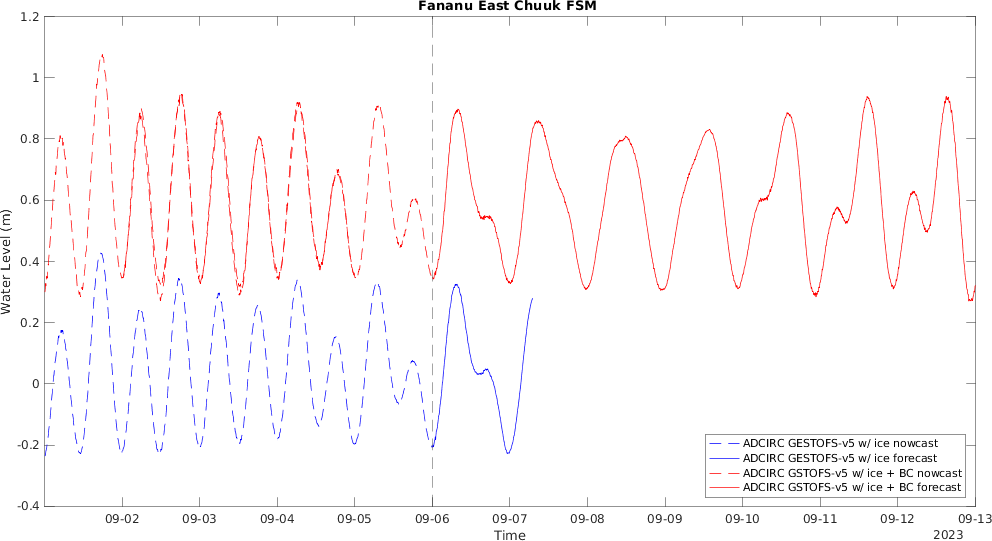 Fananu East Chuuk FSM
1.2
1
0.8
0.6
0.4
0.2
0
-0.2
-0.4
Water Level (m)
ADCIRC GESTOFS-v5 w/ ice nowcast
ADCIRC GESTOFS-v5 w/ ice forecast
ADCIRC GSTOFS-v5 w/ ice + BC nowcast
ADCIRC GSTOFS-v5 w/ ice + BC forecast
09-02 09-03 09-04 09-05 09-06 09-07 09-08 09-09 09-10 09-11 09-12 09-13
Time
2023